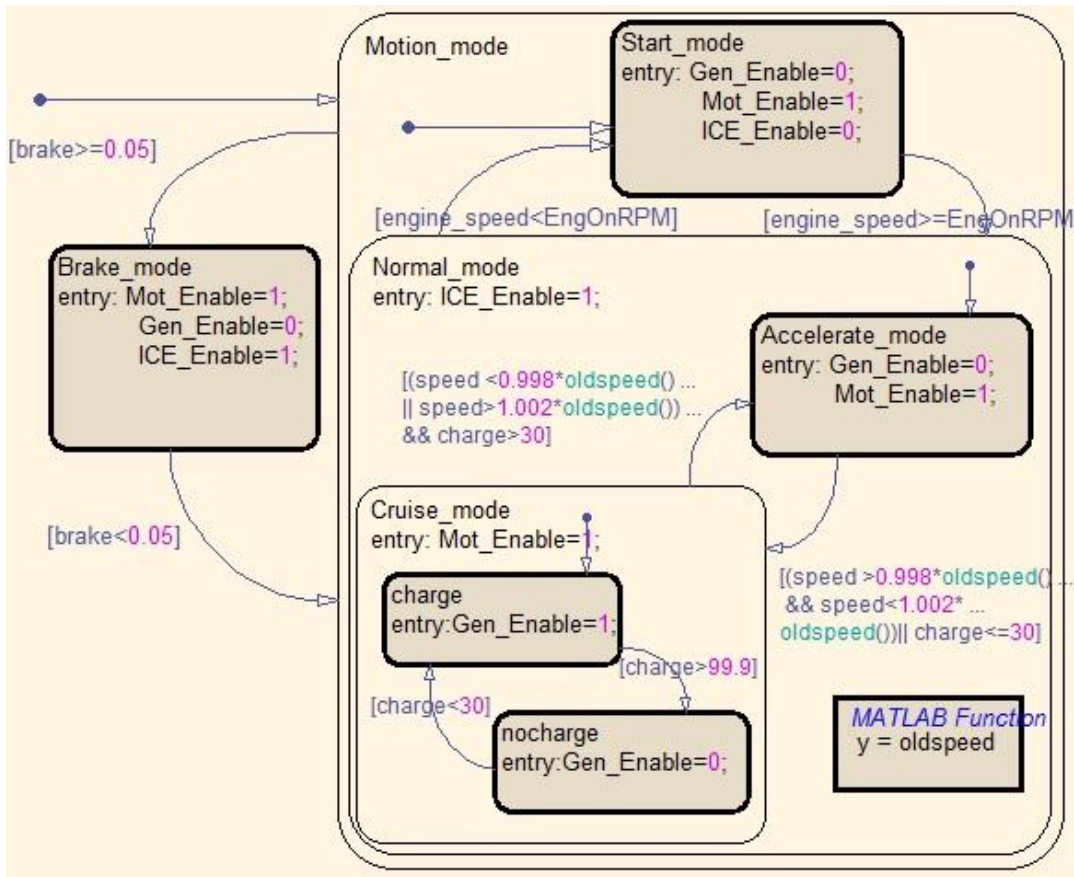 Motion_mode
Start_mode
entry: Gen_Enable=0;
Mot_Enable=1;
ICE_Enable=0;
[brake>=0.05]
[engine_speed<EngOnRPM]
[engine_speed>=EngOnRPM
Brake_mode
entry: Mot_Enable=1;
Gen_Enable=0;
ICE_Enable=1;
Normal_mode
entry: ICE_Enable=1;
Accelerate_mode
entry: Gen_Enable=0;
Mot_Enable=1;
[(speed <0.998*oldspeed() ...
|| speed>1.002*oldspeed()) ...
&& charge>30]
[brake<0.05]
Cruise_mode
entry: Mot_Enable=1;
charge
entry:Gen_Enable=1;
[charge>99.9]
[charge<30]
nocharge
entry:Gen_Enable=0;
[(speed >0.998*oldspeed() ...
&& speed<1.002* ...
oldspeed())|| charge<=30]
MATLAB Function
y = oldspeed